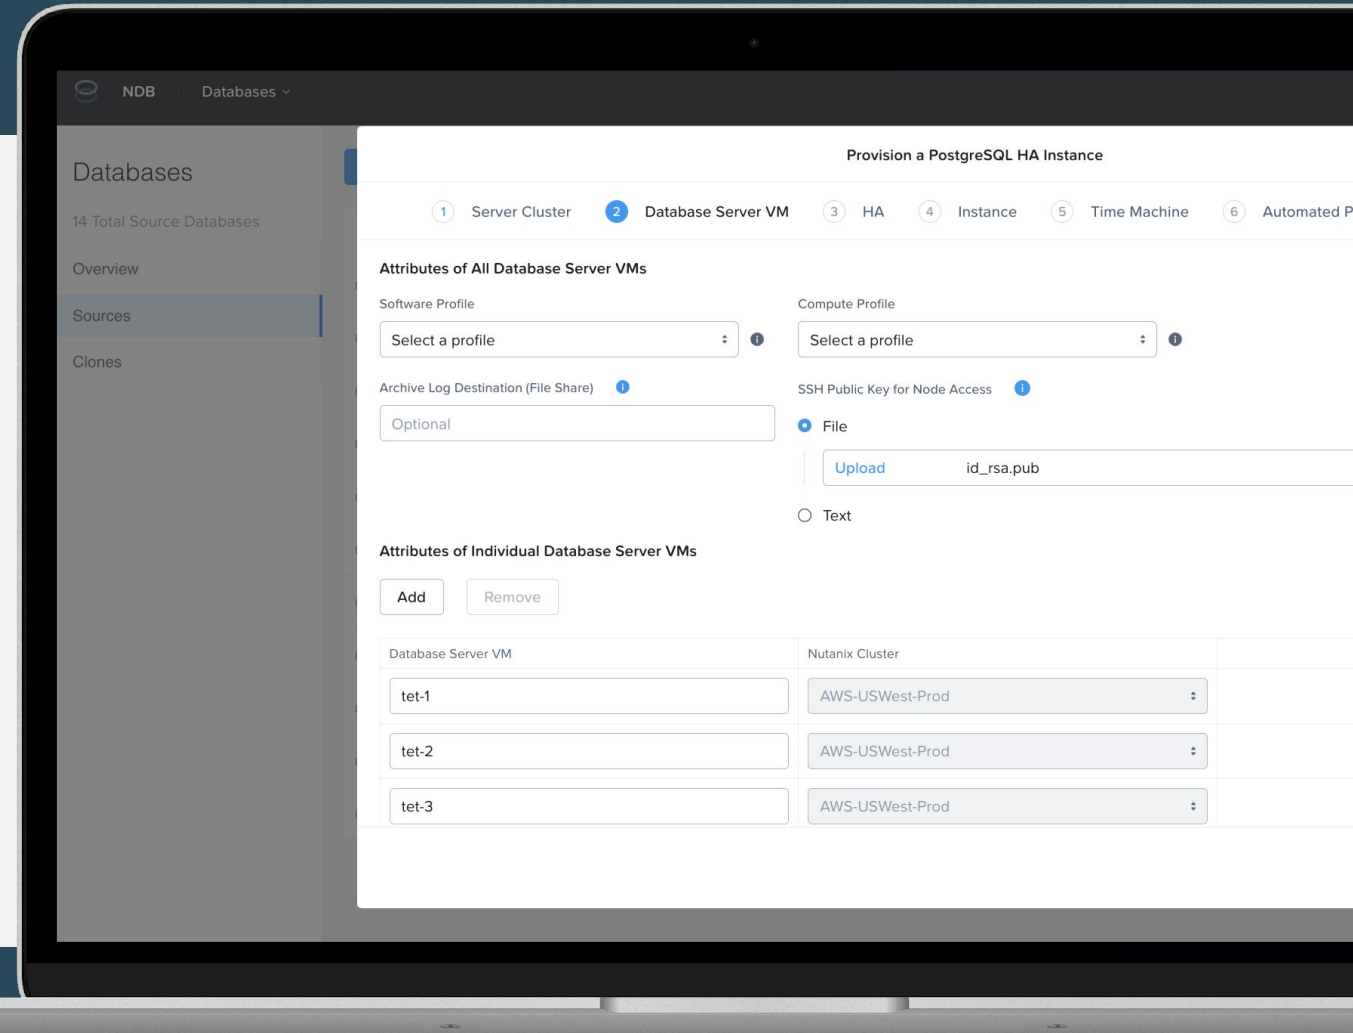 NDB Databases
Databases
14 Total Source Databases
Overview
Sources
Clones
Provision a PostgreSQL HA Instance
1 Server Cluster 2 Database Server VM 3 HA 4 Instance 5 Time Machine 6 Automated P
Attributes of All Database Server VMs
Software Profile Compute Profile
Select a profile Select a profile
Archive Log Destination (File Share) SSH Public Key for Node Access
Optional
File
Upload id_rsa.pub
Text
Attributes of Individual Database Server VMs
Add Remove
Database Server VM Nutanix Cluster
tet-1 AWS-USWest-Prod
tet-2 AWS-USWest-Prod
tet-3 AWS-USWest-Prod